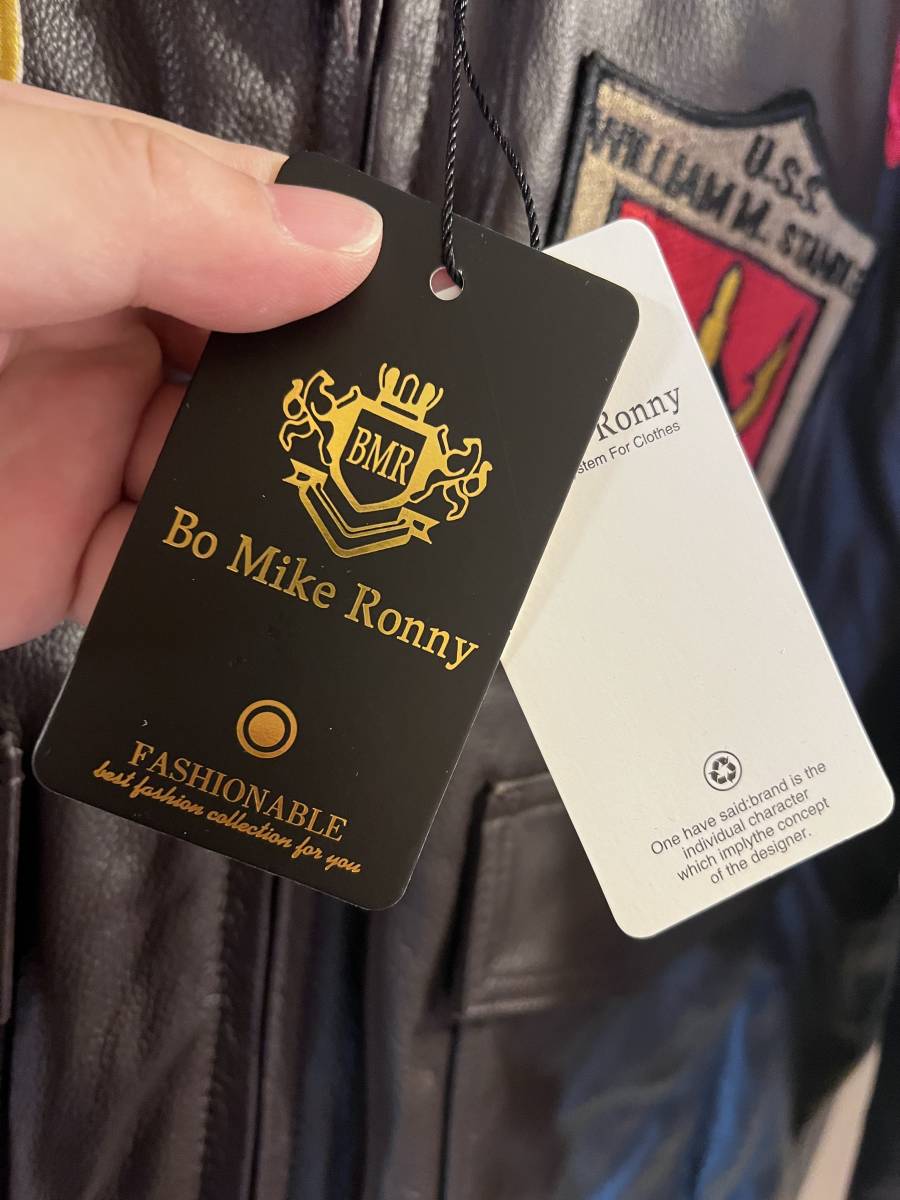 BMR
Bo Mike Ronny
FASHIONABLE
best fashion collection for you
Ronny
stem For Clothes
One have said:brand is the
individual character
which implythe concept
of the designer.
U.S.S.
WILLIAM M.